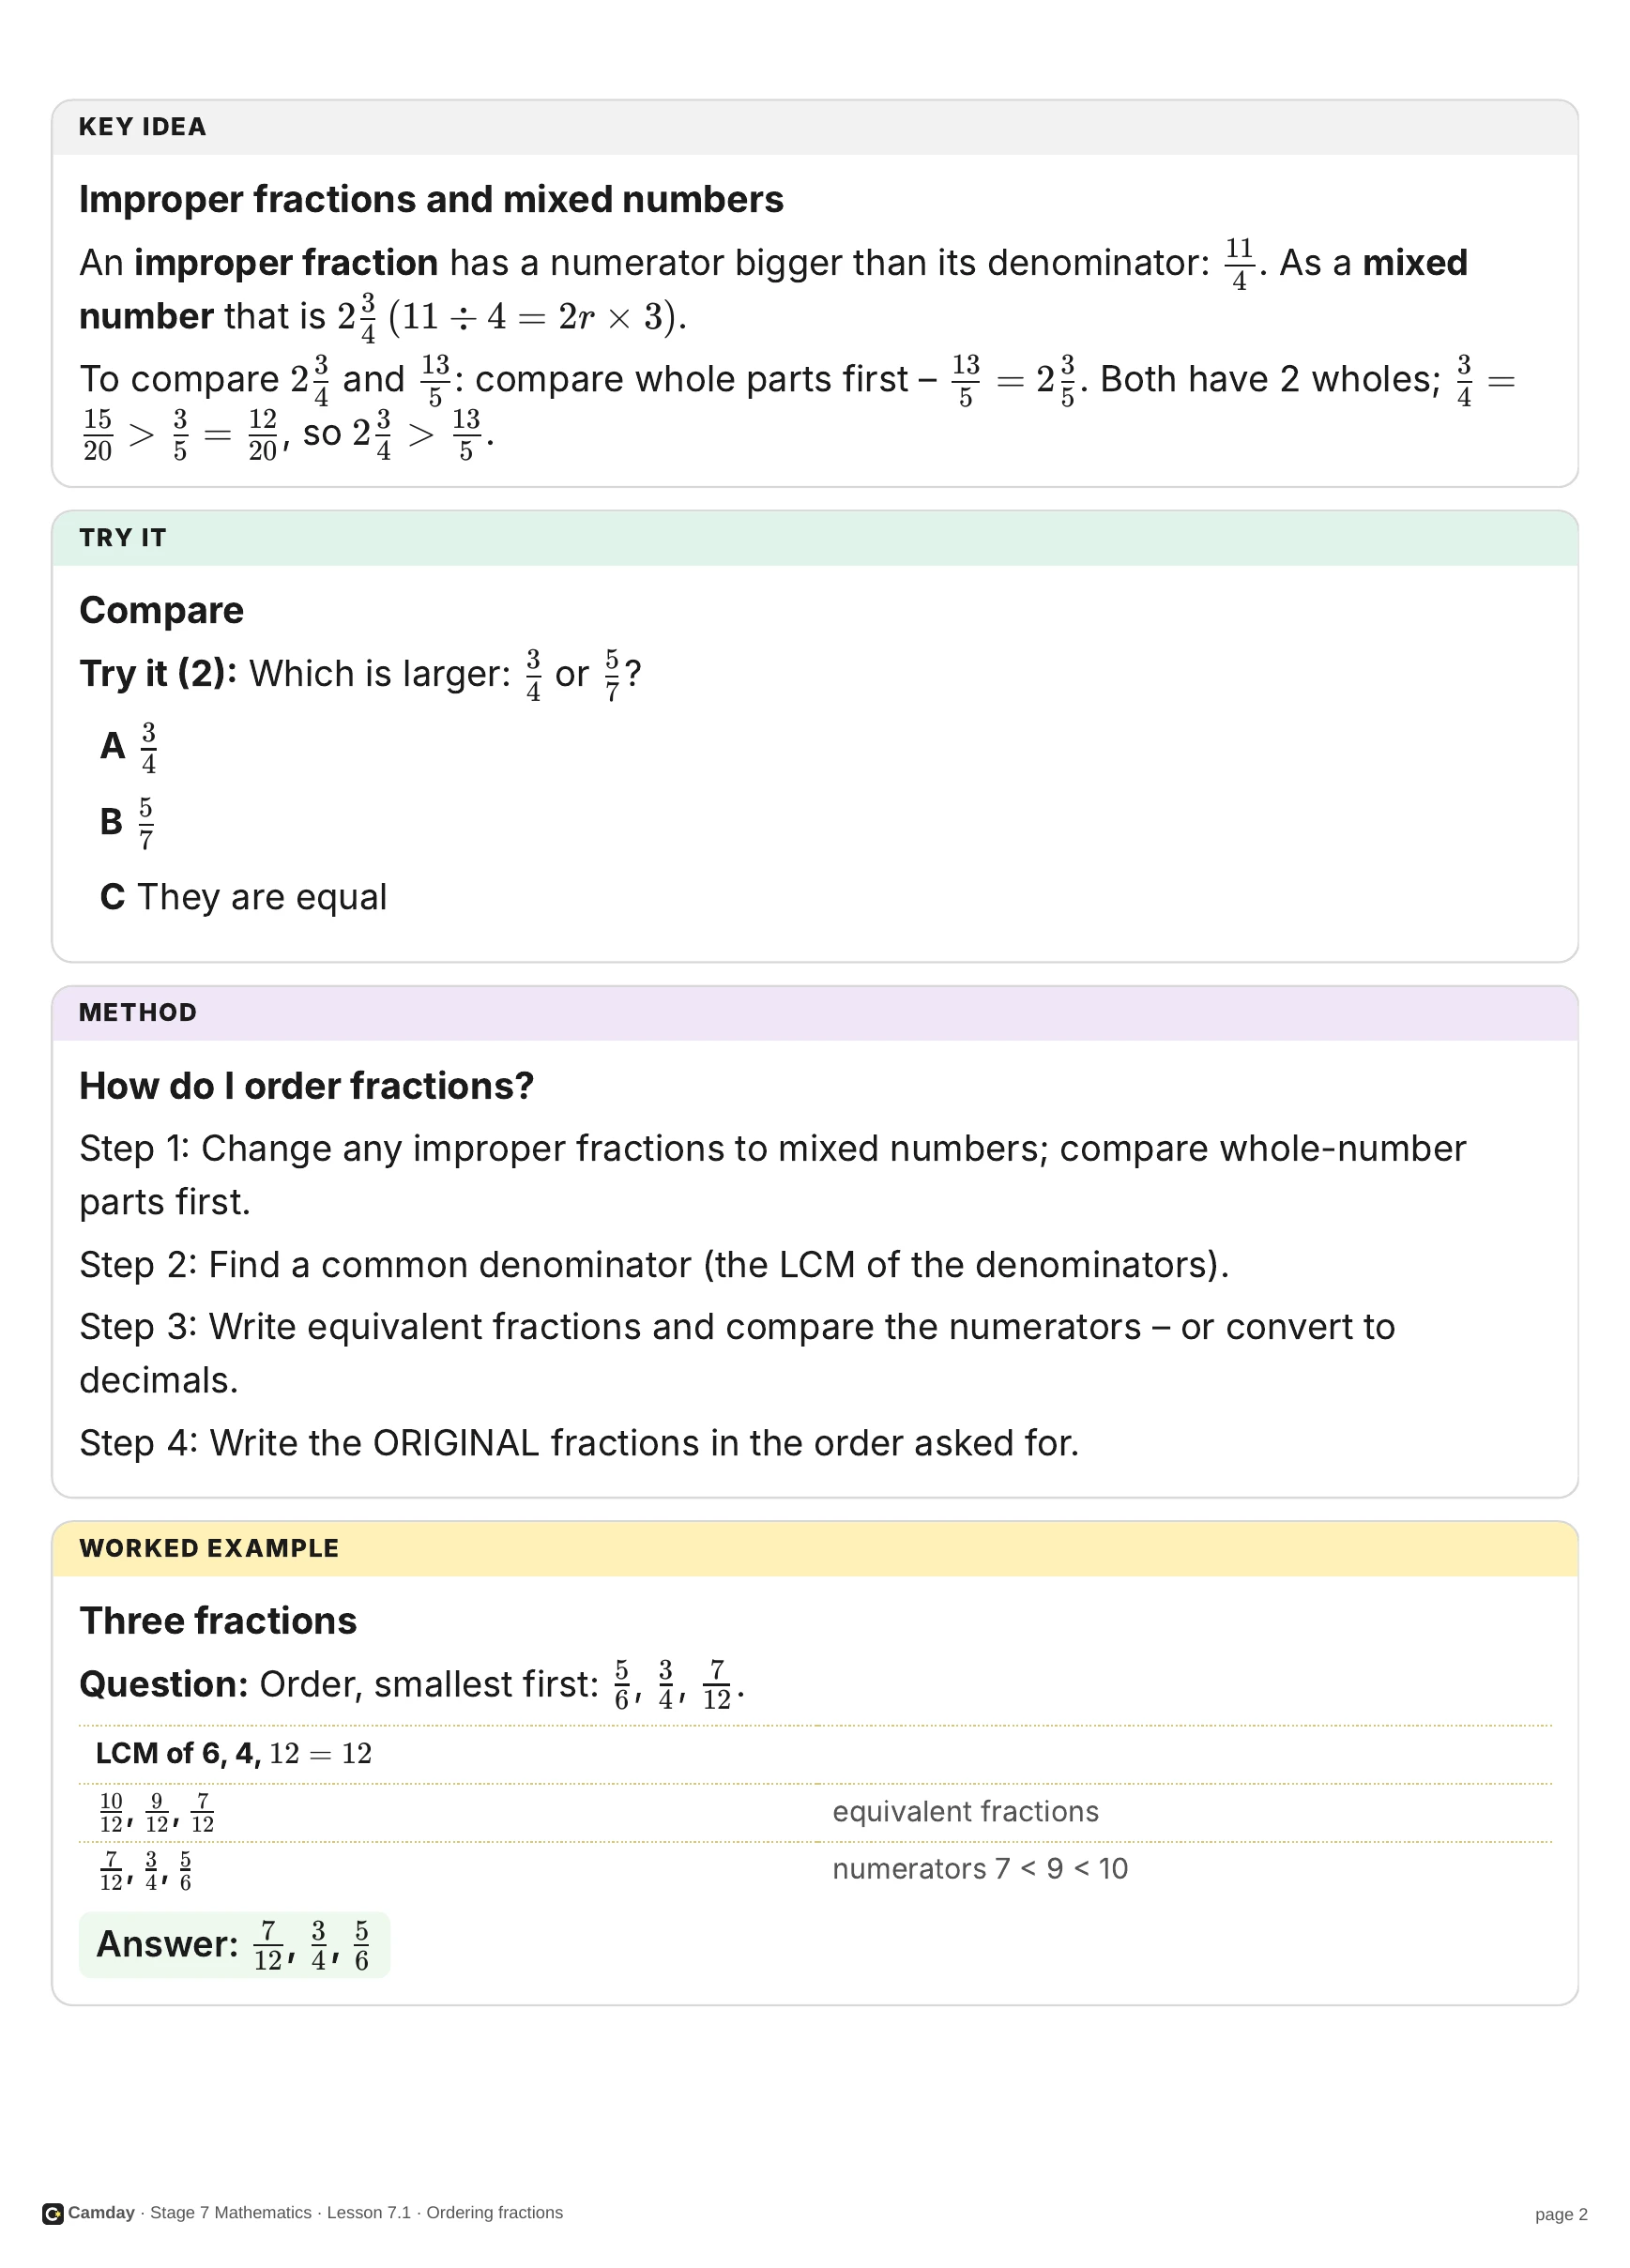 KEY IDEA
Improper fractions and mixed numbers
An improper fraction has a numerator bigger than its denominator: 11/4. As a mixed
number that is 2 3/4 (11 ÷ 4 = 2r × 3).
To compare 2 3/4 and 13/5: compare whole parts first – 13/5 = 2 3/5. Both have 2 wholes; 3/4 =
15/20 > 3/5 = 12/20, so 2 3/4 > 13/5.
TRY IT
Compare
Try it (2): Which is larger: 3/4 or 5/7?
A 3/4
B 5/7
C They are equal
METHOD
How do I order fractions?
Step 1: Change any improper fractions to mixed numbers; compare whole-number
parts first.
Step 2: Find a common denominator (the LCM of the denominators).
Step 3: Write equivalent fractions and compare the numerators – or convert to
decimals.
Step 4: Write the ORIGINAL fractions in the order asked for.
WORKED EXAMPLE
Three fractions
Question: Order, smallest first: 5/6, 3/4, 7/12.
LCM of 6, 4, 12 = 12
10/12, 9/12, 7/12 equivalent fractions
7/12, 3/4, 5/6 numerators 7 < 9 < 10
Answer: 7/12, 3/4, 5/6
Camday · Stage 7 Mathematics · Lesson 7.1 · Ordering fractions page 2